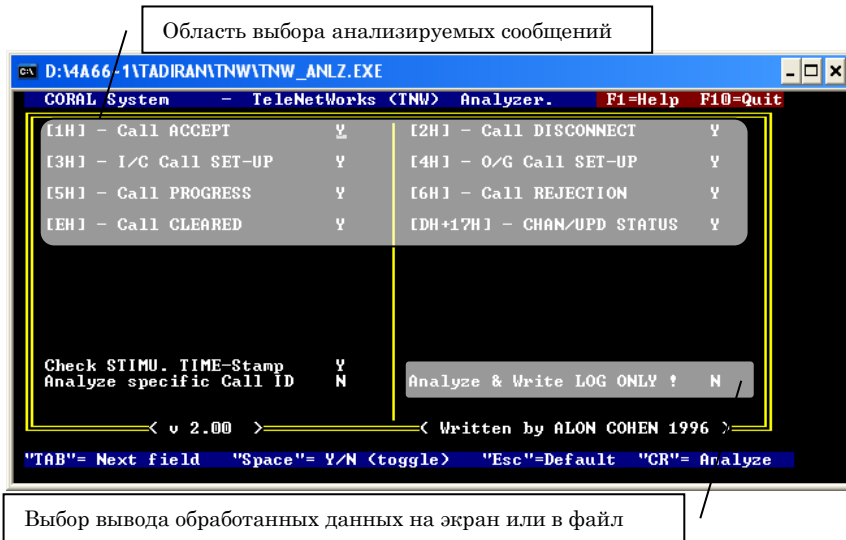 Область выбора анализируемых сообщений
D:\4A66~1\TADIRAN\TNW\TNW_ANLZ.EXE
CORAL System - TeleNetWorks (TNW) Analyzer. F1=Help F10=Quit
[1H] - Call ACCEPT Y [2H] - Call DISCONNECT Y
[3H] - I/C Call SET-UP Y [4H] - O/G Call SET-UP Y
[5H] - Call PROGRESS Y [6H] - Call REJECTION Y
[EH] - Call CLEARED Y [DH+17H] - CHAN/UPD STATUS Y
Check STIMU. TIME-Stamp Y
Analyze specific Call ID N Analyze & Write LOG ONLY ! N
< v 2.00 > < Written by ALON COHEN 1996 >
"TAB"= Next field "Space"= Y/N (toggle) "Esc"=Default "CR"= Analyze
Выбор вывода обработанных данных на экран или в файл